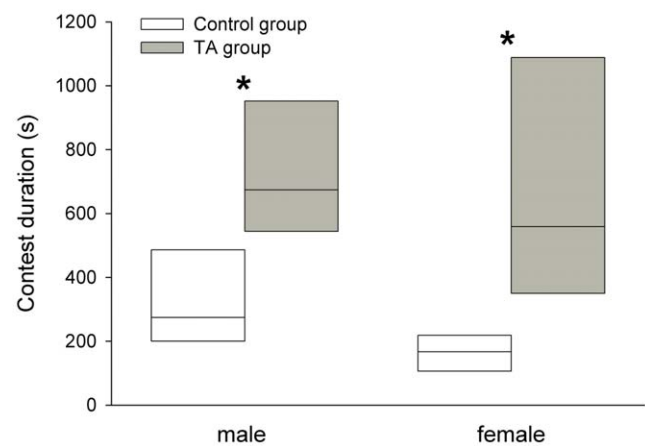 1200
Control group
TA group
*
*
1000
800
600
400
200
0
Contest duration (s)
male female